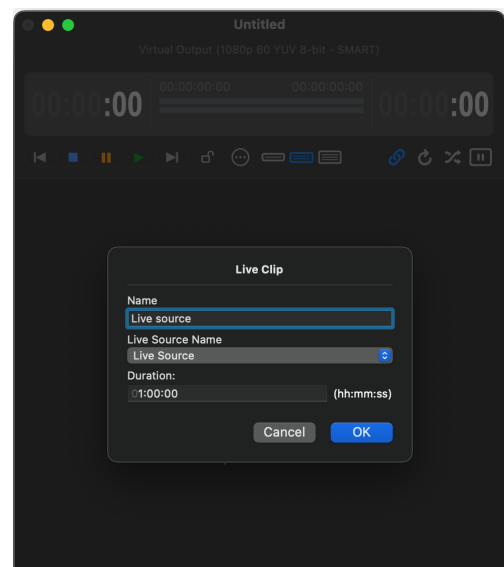 Untitled
Virtual Output (1080p 60 YUV 8-bit - SMART)
00:00:00:00 00:00:00:00
00:00:00 00:00:00
Live Clip
Name
Live source
Live Source Name
Live Source
Duration:
01:00:00 (hh:mm:ss)
Cancel OK